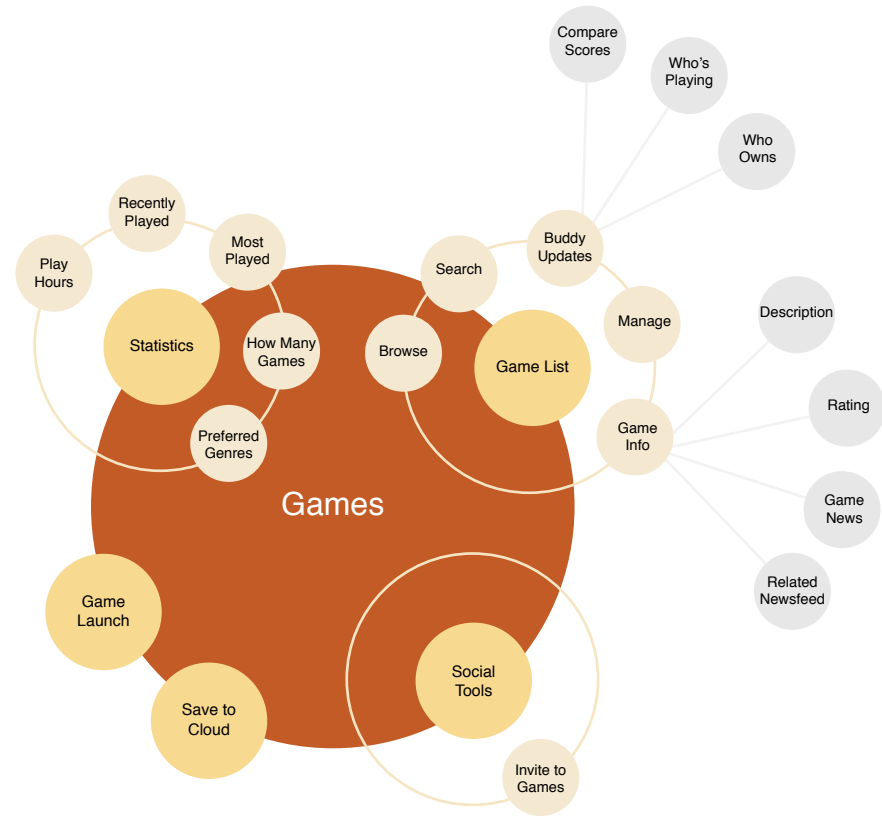 Compare
Scores
Who's
Playing
Who
Owns
Recently
Played
Most
Played
Play
Hours
Buddy
Updates
Search
Manage
Description
Statistics
How Many
Games
Browse
Game List
Rating
Preferred
Genres
Game
Info
Games
Game
News
Related
Newsfeed
Game
Launch
Social
Tools
Save to
Cloud
Invite to
Games